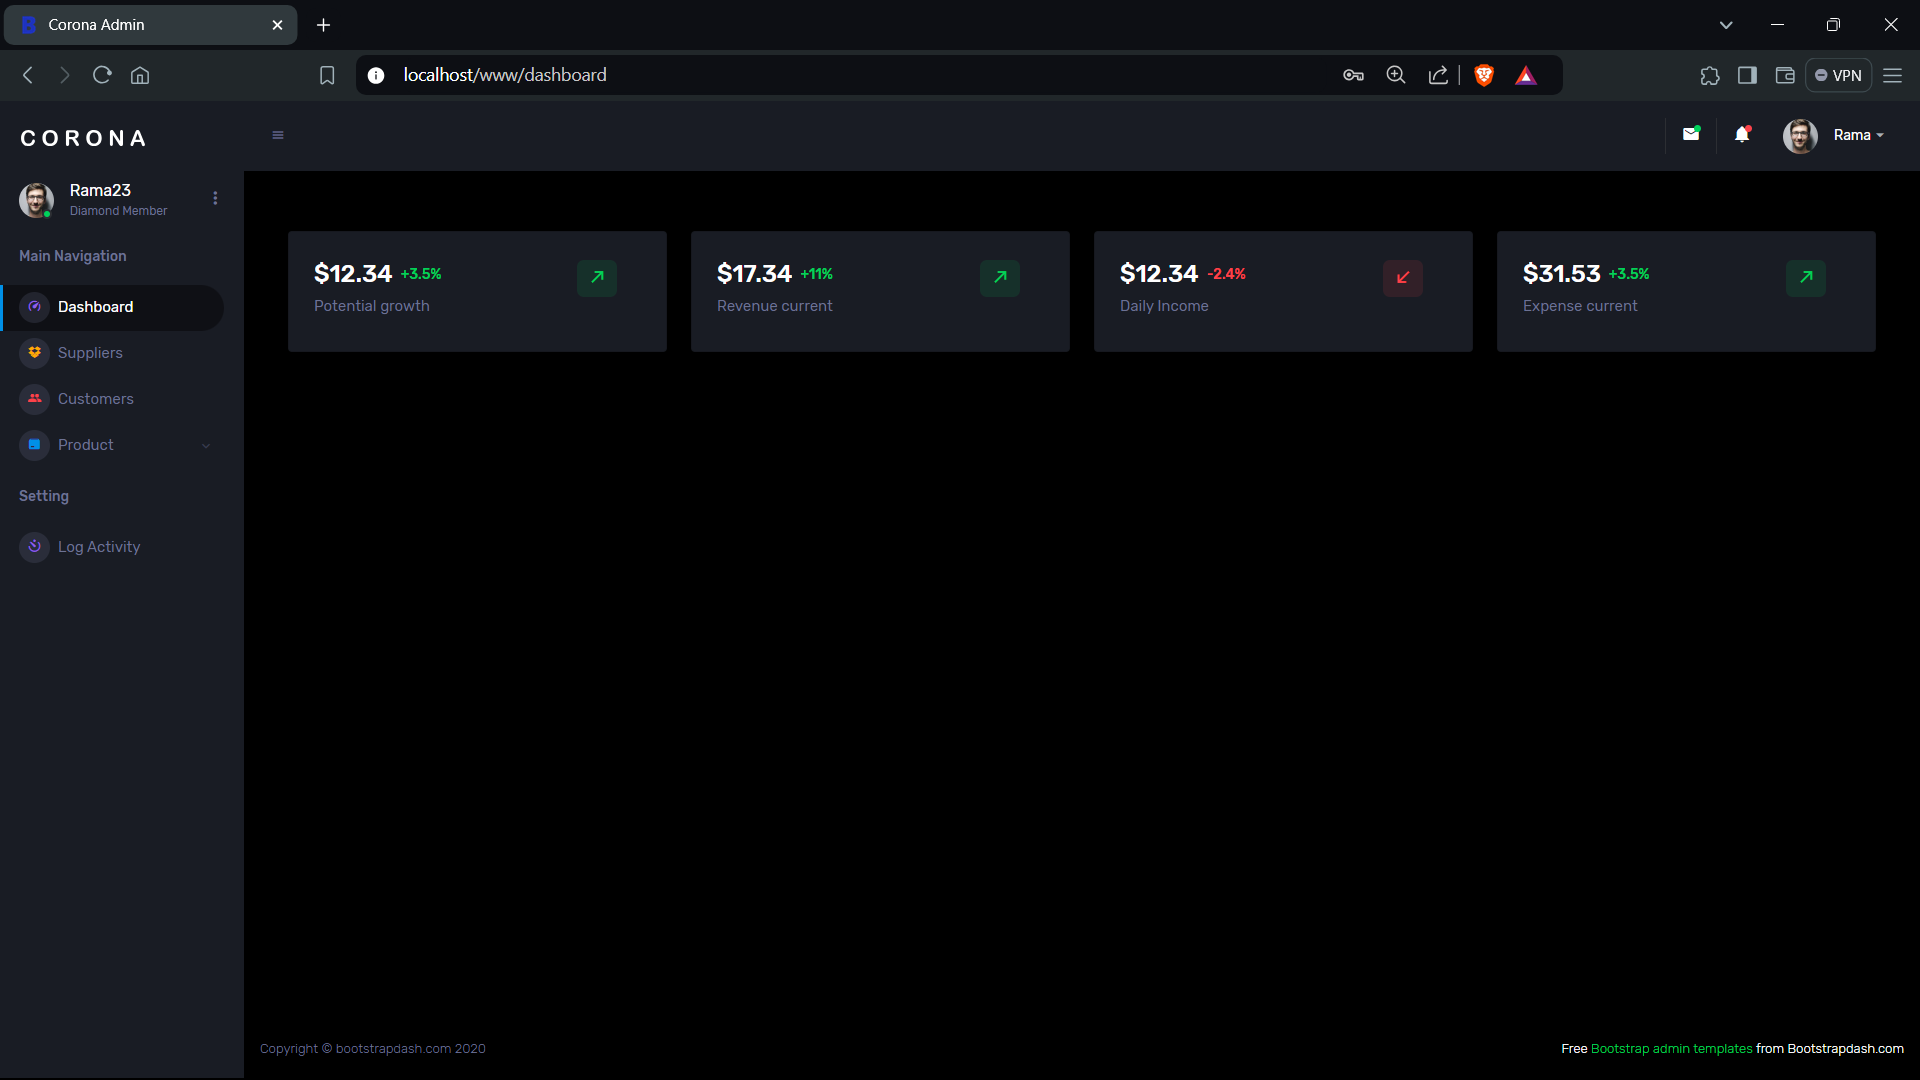 Corona Admin
localhost/www/dashboard
VPN
CORONA
Rama
Rama23
Diamond Member
Main Navigation
Dashboard
Suppliers
Customers
Product
Setting
Log Activity
$12.34 +3.5%
Potential growth
$17.34 +11%
Revenue current
$12.34 -2.4%
Daily Income
$31.53 +3.5%
Expense current
Copyright © bootstrapdash.com 2020
Free Bootstrap admin templates from Bootstrapdash.com